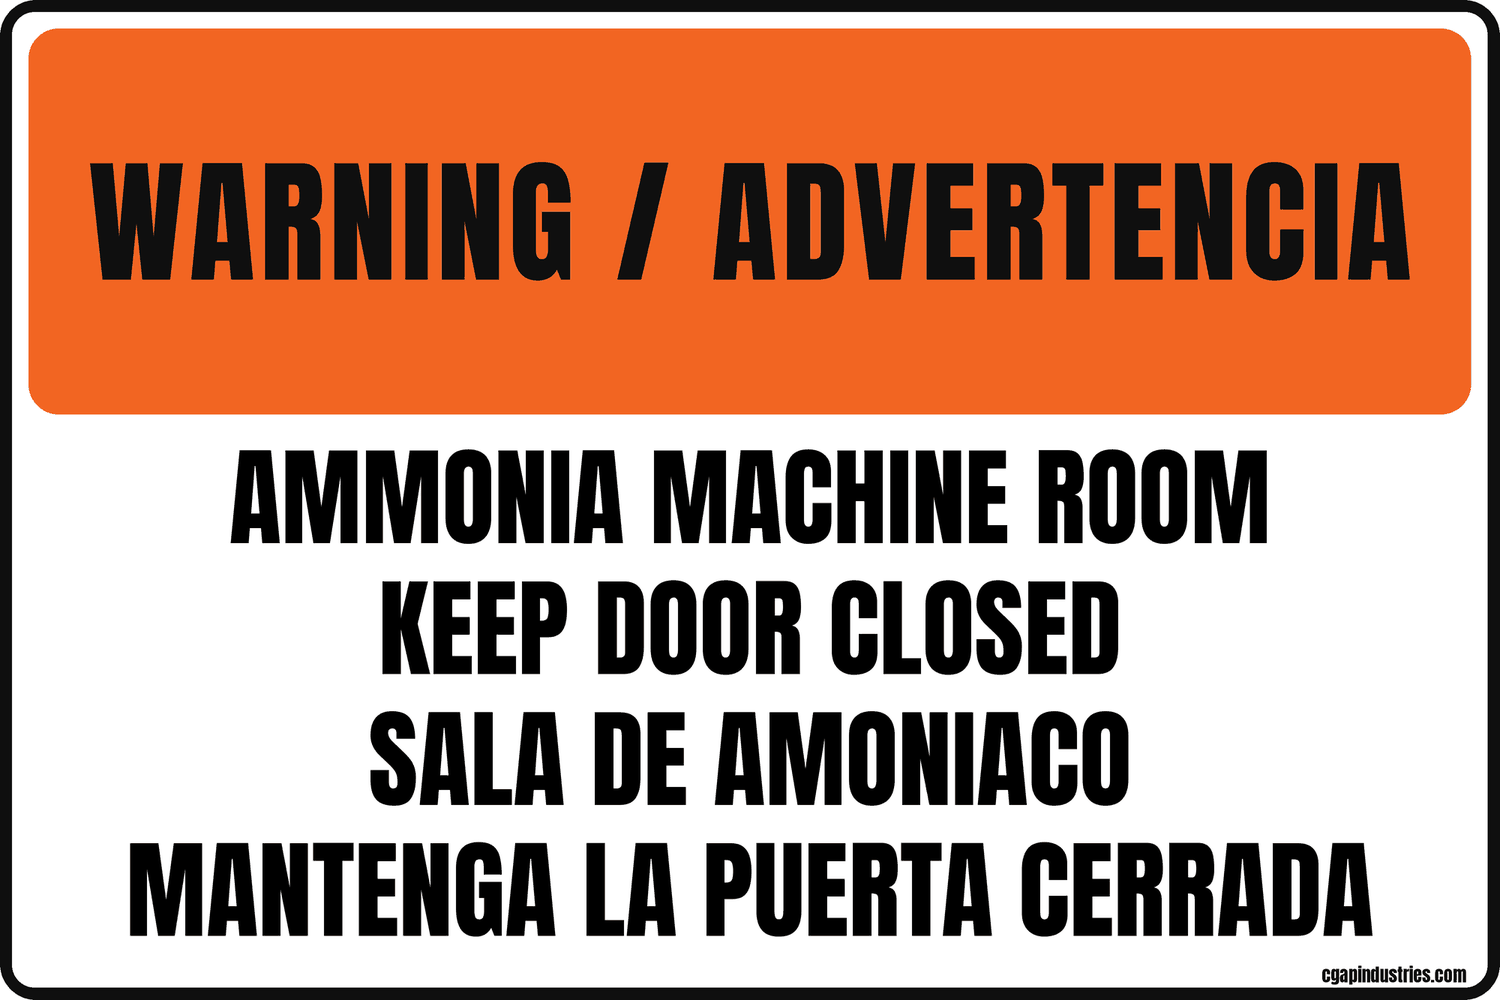 WARNING / ADVERTENCIA
AMMONIA MACHINE ROOM
KEEP DOOR CLOSED
SALA DE AMONIACO
MANTENGA LA PUERTA CERRADA
cgapindustries.com